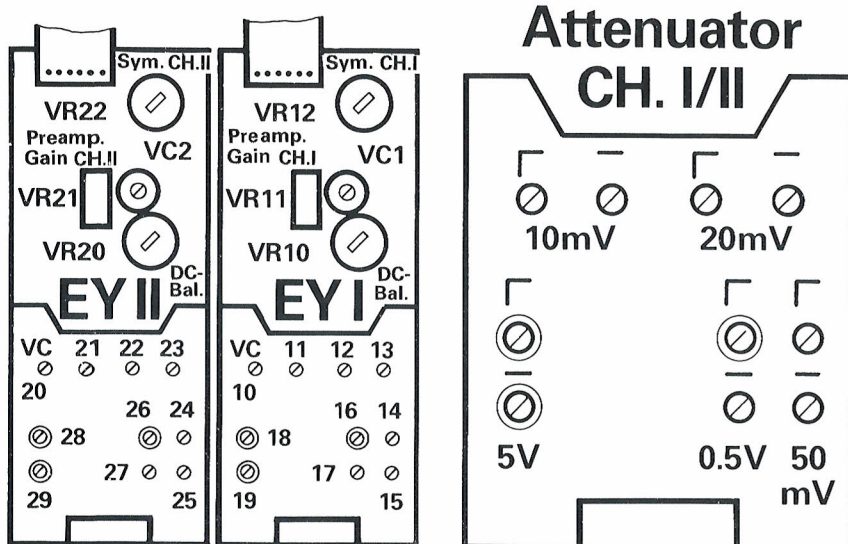 Sym. CH.II
VR22
Preamp.
Gain CH.II
VC2
VR21
VR20
DC-
Bal.
EY II
VC 21 22 23
20
26 24
28
27
29 25
Sym. CH.I
VR12
Preamp.
Gain CH.I
VC1
VR11
VR10
DC-
Bal.
EY I
VC 11 12 13
10
16 14
18
17
19 15
Attenuator
CH. I/II
10mV 20mV
5V 0.5V 50
mV